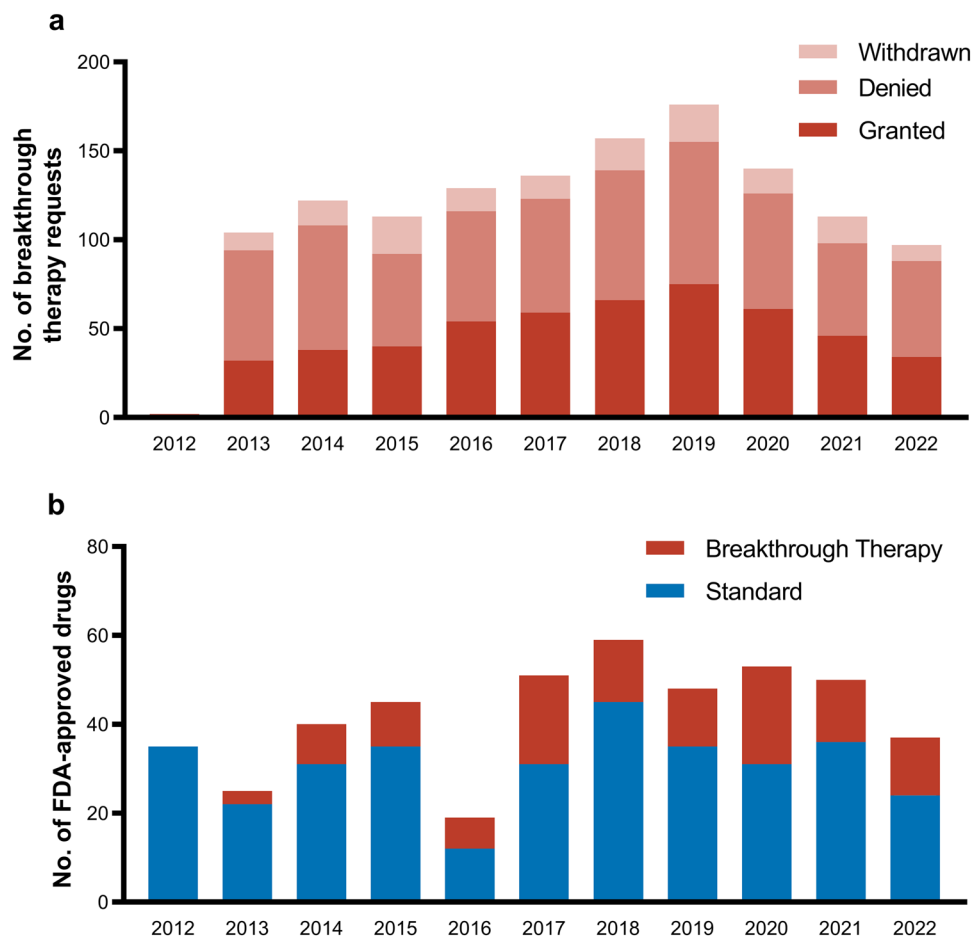 a
Withdrawn
Denied
Granted
No. of breakthrough
therapy requests
200
150
100
50
0
2012 2013 2014 2015 2016 2017 2018 2019 2020 2021 2022
b
Breakthrough Therapy
Standard
No. of FDA-approved drugs
80
60
40
20
0
2012 2013 2014 2015 2016 2017 2018 2019 2020 2021 2022